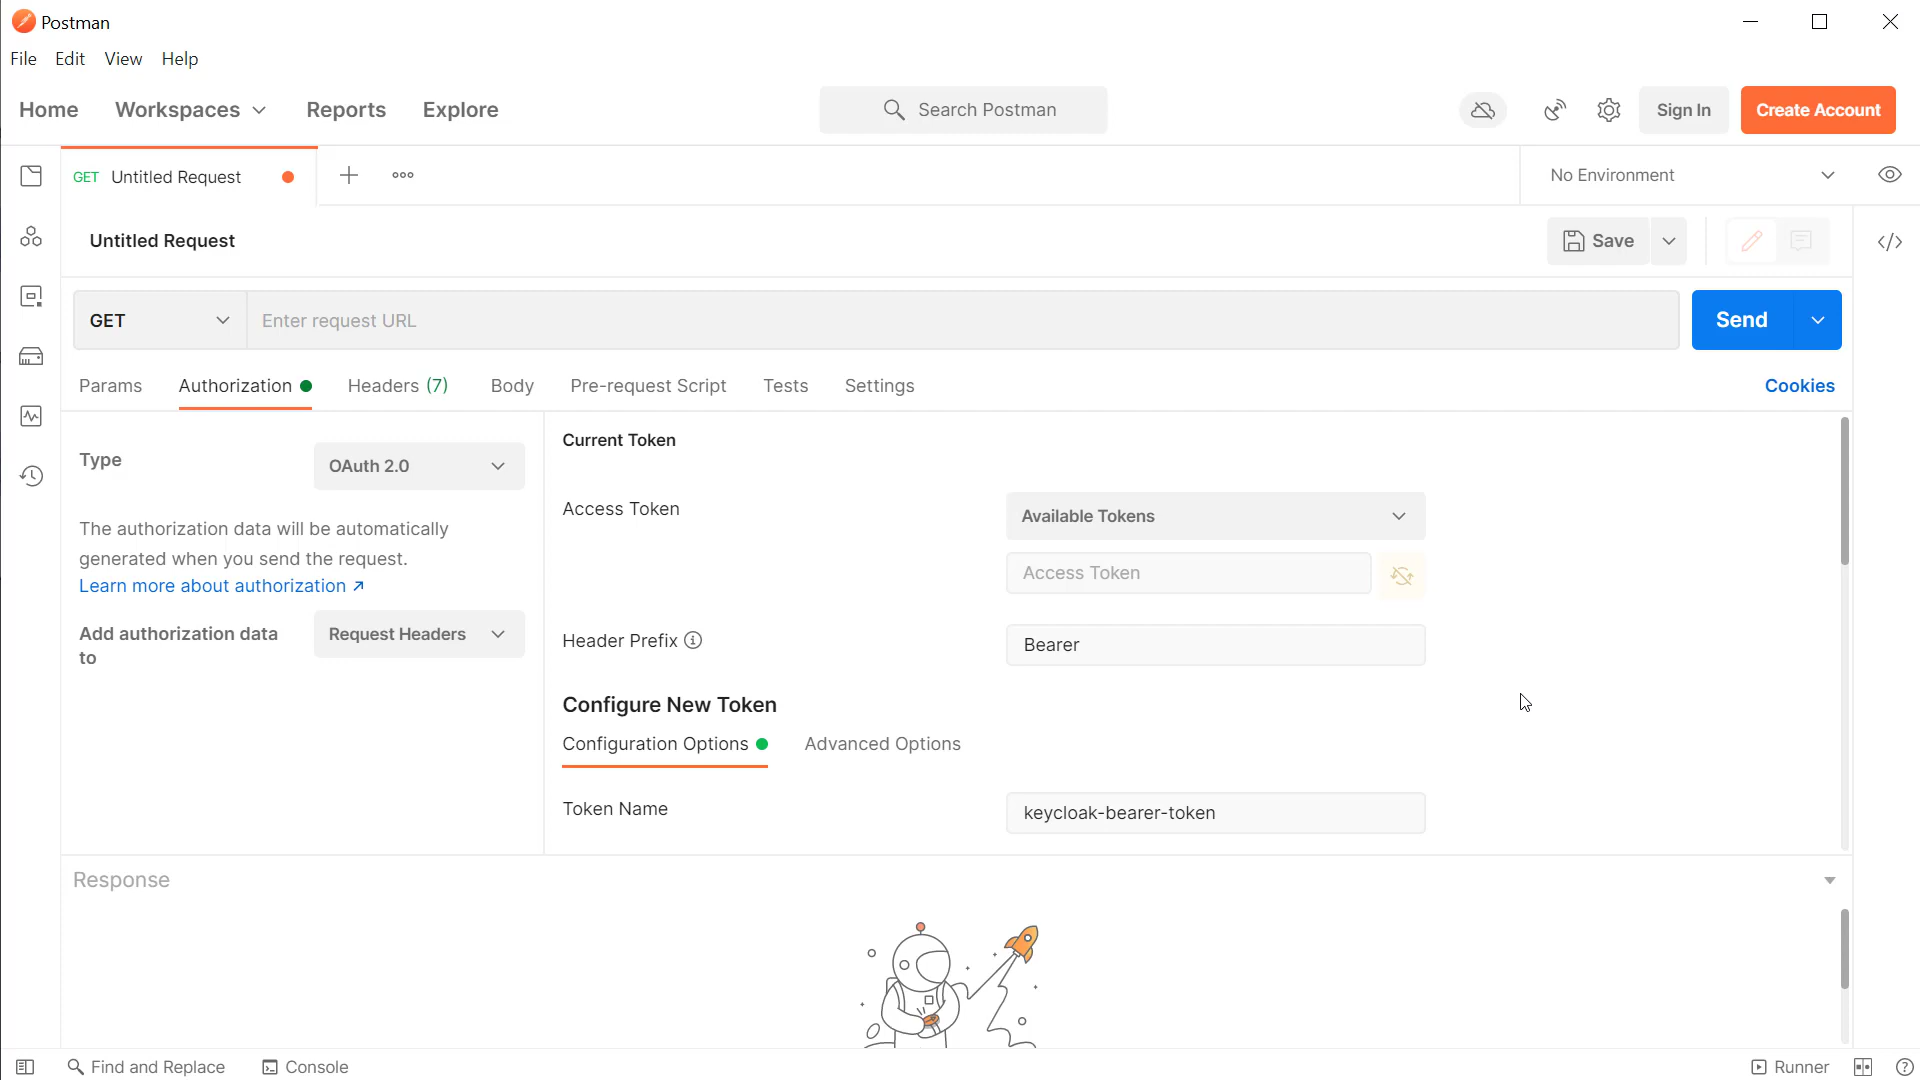 Postman
File Edit View Help
Home Workspaces Reports Explore Search Postman Sign In Create Account
GET Untitled Request No Environment
Untitled Request Save
GET Enter request URL Send
Params Authorization Headers (7) Body Pre-request Script Tests Settings Cookies
Type OAuth 2.0
The authorization data will be automatically
generated when you send the request.
Learn more about authorization ↗
Add authorization data
to
Request Headers
Current Token
Access Token Available Tokens
Access Token
Header Prefix Bearer
Configure New Token
Configuration Options Advanced Options
Token Name keycloak-bearer-token
Response
Find and Replace Console Runner